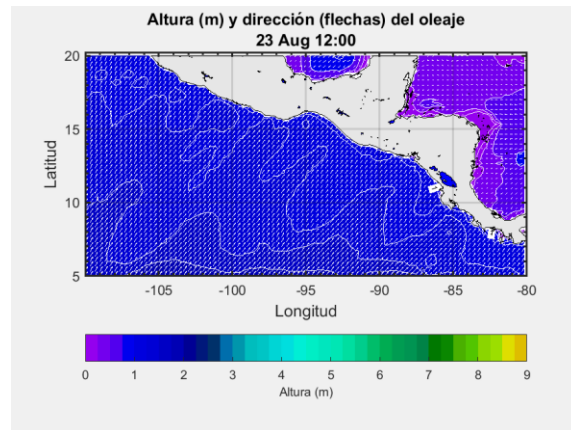 Altura (m) y dirección (flechas) del oleaje
23 Aug 12:00
20
15
10
5
Latitud
-105 -100 -95 -90 -85 -80
Longitud
0 1 2 3 4 5 6 7 8 9
Altura (m)